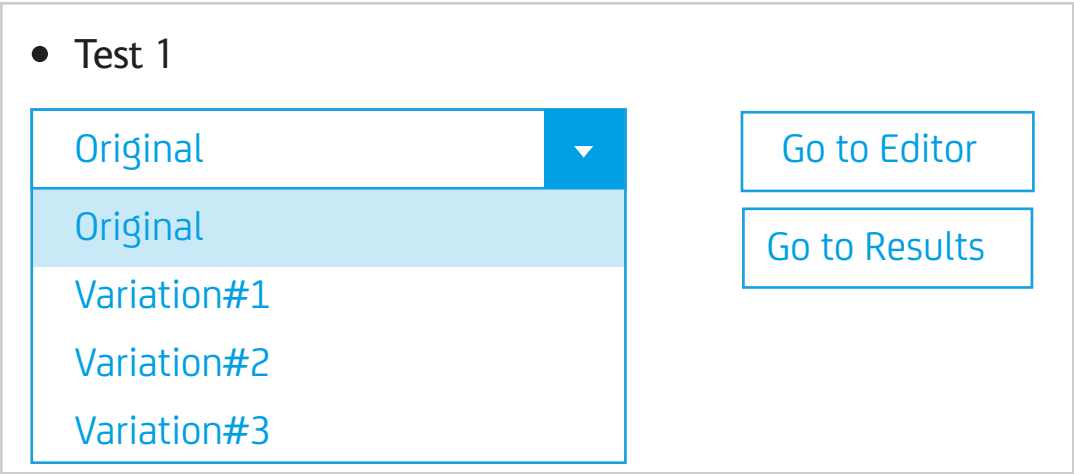 Test 1
Original
Original
Variation#1
Variation#2
Variation#3
Go to Editor
Go to Results